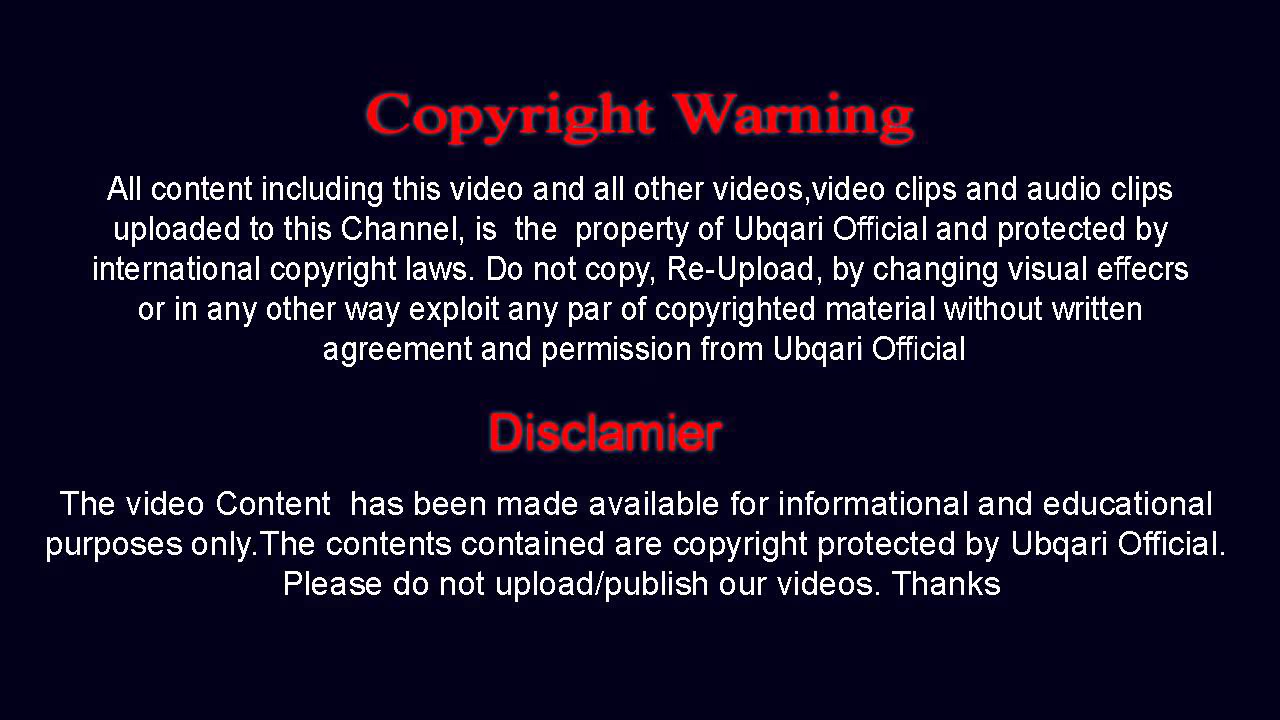 Copyright Warning
All content including this video and all other videos,video clips and audio clips
uploaded to this Channel, is  the  property of Ubqari Official and protected by
international copyright laws. Do not copy, Re-Upload, by changing visual effecrs
or in any other way exploit any par of copyrighted material without written
agreement and permission from Ubqari Official
Disclamier
The video Content  has been made available for informational and educational
purposes only.The contents contained are copyright protected by Ubqari Official.
Please do not upload/publish our videos. Thanks